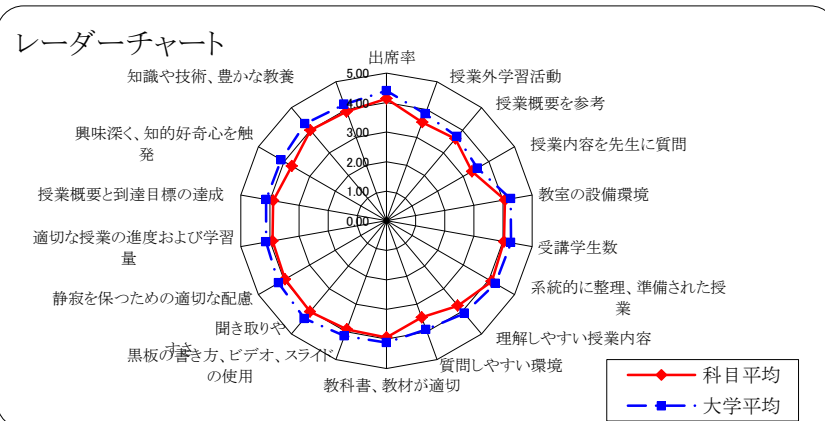 レーダーチャート
出席率
授業外学習活動
授業概要を参考
授業内容を先生に質問
教室の設備環境
受講学生数
系統的に整理、準備された授
業
理解しやすい授業内容
質問しやすい環境
教科書、教材が適切
黒板の書き方、ビデオ、スライド
の使用
聞き取りや
すさ
静寂を保つための適切な配慮
適切な授業の進度および学習
量
授業概要と到達目標の達成
興味深く、知的好奇心を触
発
知識や技術、豊かな教養
5.00
4.00
3.00
2.00
1.00
0.00
科目平均
大学平均